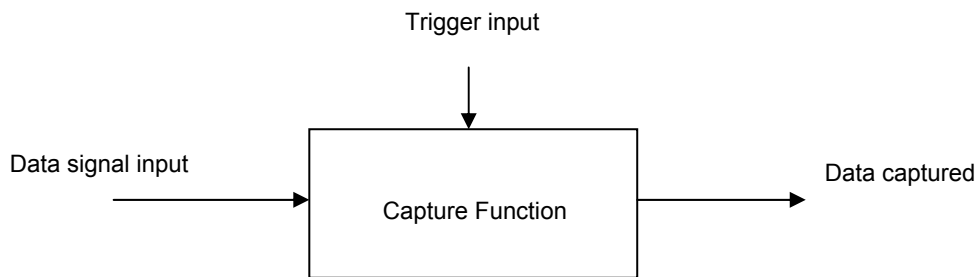 Trigger input
Data signal input
Data captured
Capture Function